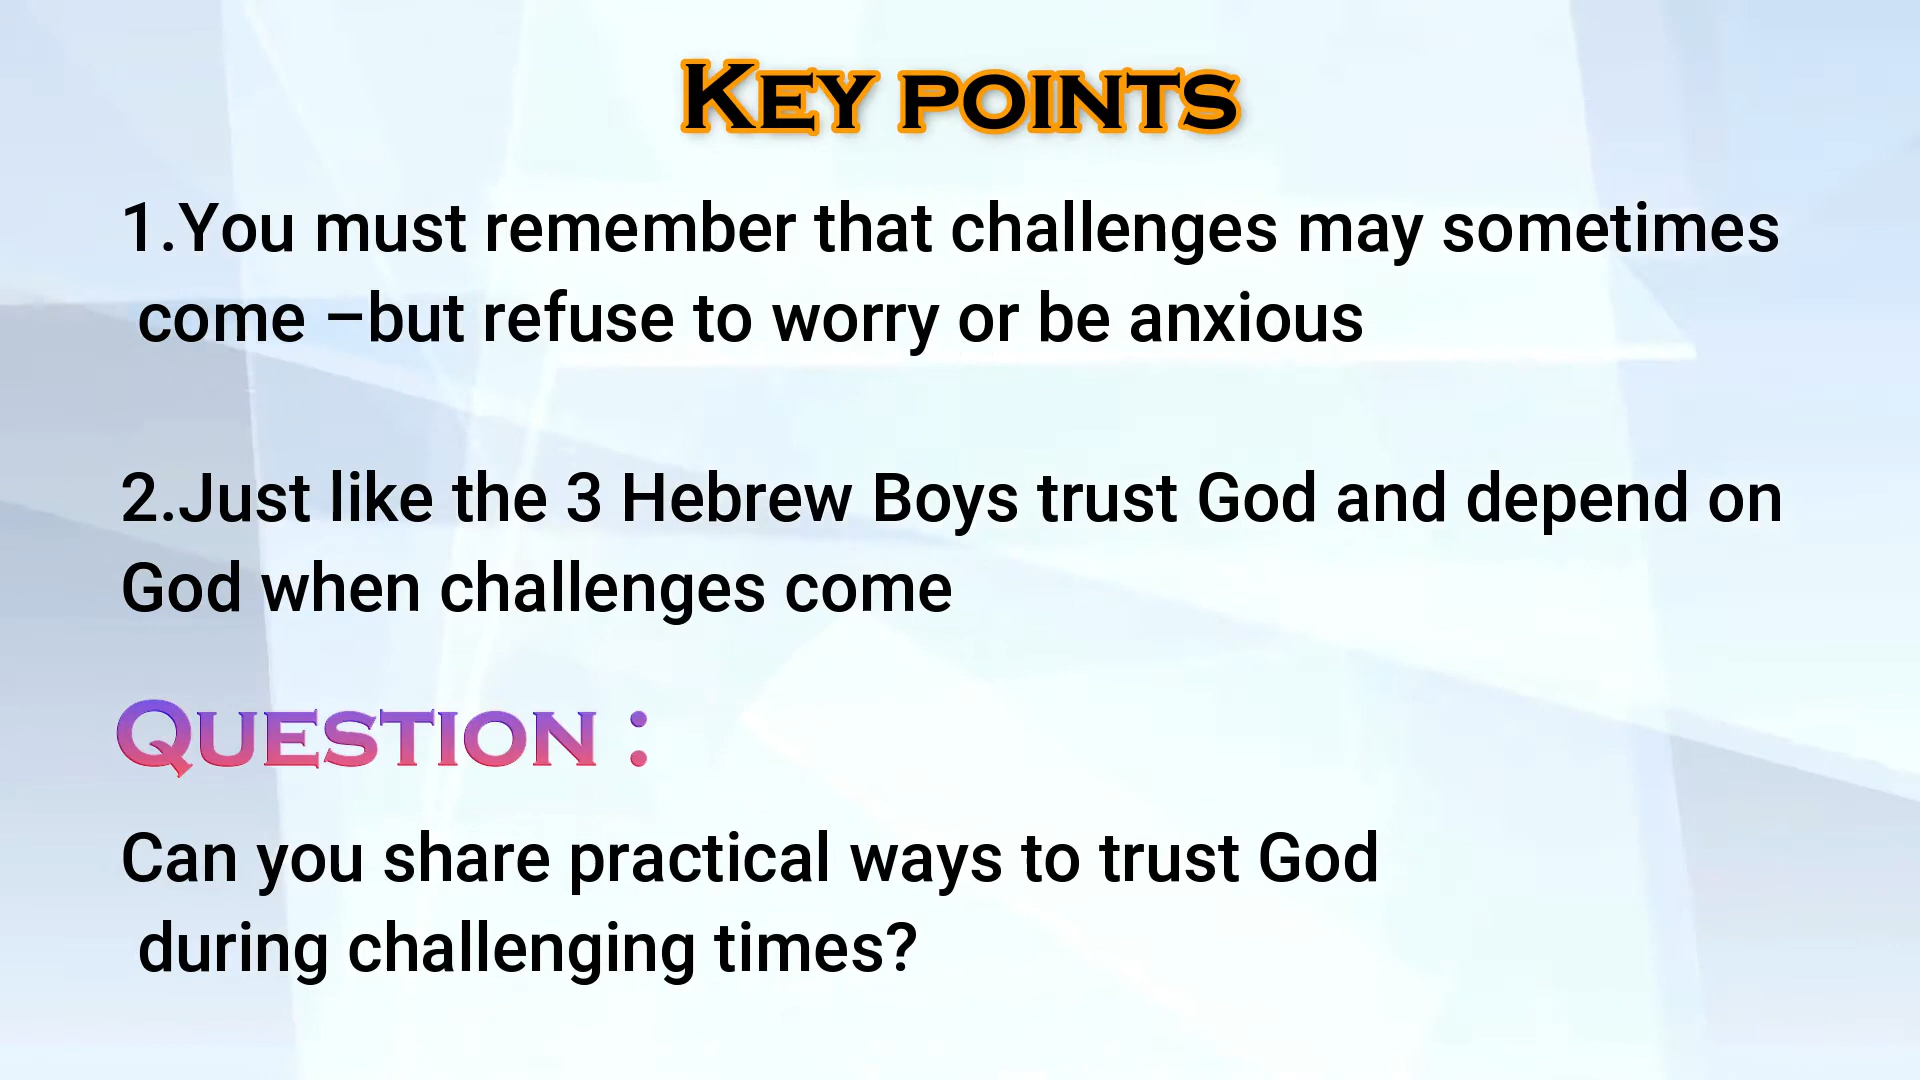 KEY POINTS
1.You must remember that challenges may sometimes
come –but refuse to worry or be anxious
2.Just like the 3 Hebrew Boys trust God and depend on
God when challenges come
QUESTION :
Can you share practical ways to trust God
during challenging times?